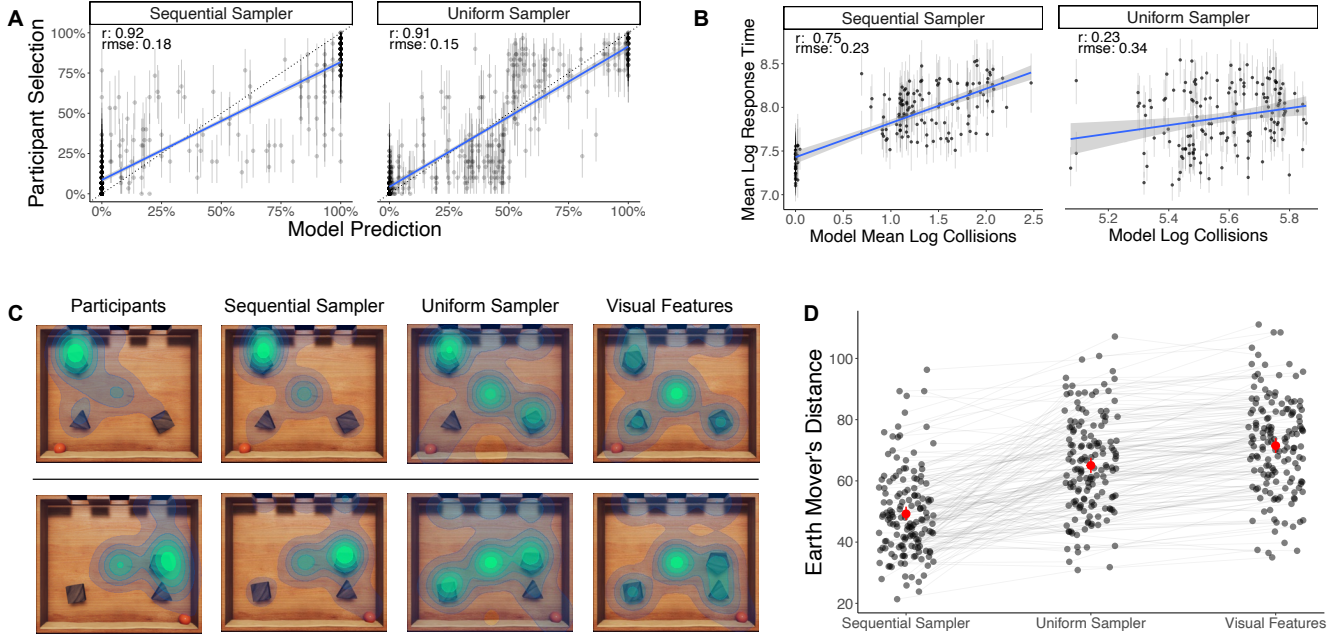 A
Sequential Sampler
Uniform Sampler
r: 0.92
rmse: 0.18
r: 0.91
rmse: 0.15
Participant Selection
100%
75%
50%
25%
0%
0% 25% 50% 75% 100%
0% 25% 50% 75% 100%
Model Prediction
B
Sequential Sampler
Uniform Sampler
r: 0.75
rmse: 0.23
r: 0.23
rmse: 0.34
Mean Log Response Time
8.5
8.0
7.5
7.0
0.0 0.5 1.0 1.5 2.0 2.5
Model Mean Log Collisions
5.2 5.4 5.6 5.8
Model Log Collisions
C
Participants
Sequential Sampler
Uniform Sampler
Visual Features
D
Earth Mover's Distance
100
80
60
40
20
Sequential Sampler
Uniform Sampler
Visual Features